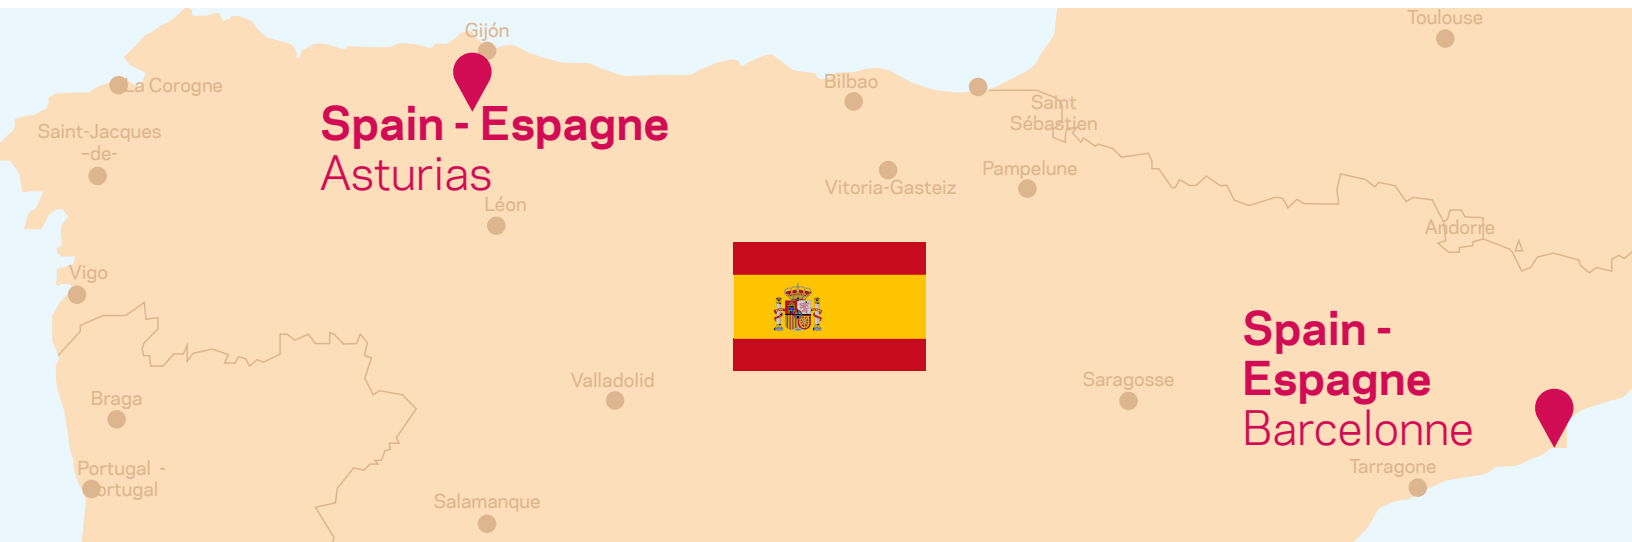 Toulouse
Gijón
La Corogne
Bilbao
Saint
Sébastien
Spain - Espagne
Asturias
Saint-Jacques
-de-
Pampelune
Vitoria-Gasteiz
Léon
Andorre
Vigo
Spain -
Espagne
Barcelonne
Valladolid
Saragosse
Braga
Tarragone
Portugal -
ortugal
Salamanque